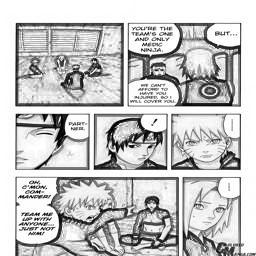 YOU'RE THE
TEAM'S ONE
AND ONLY
MEDIC
NINJA.
WE CAN'T
AFFORD TO
HAVE YOU
INJURED, SO I
WILL COVER YOU.
BUT...
PART-
NER.
!
OH,
C'MON,
COM-
MANDER!
TEAM ME
UP WITH
ANYONE...
JUST NOT
HIM!